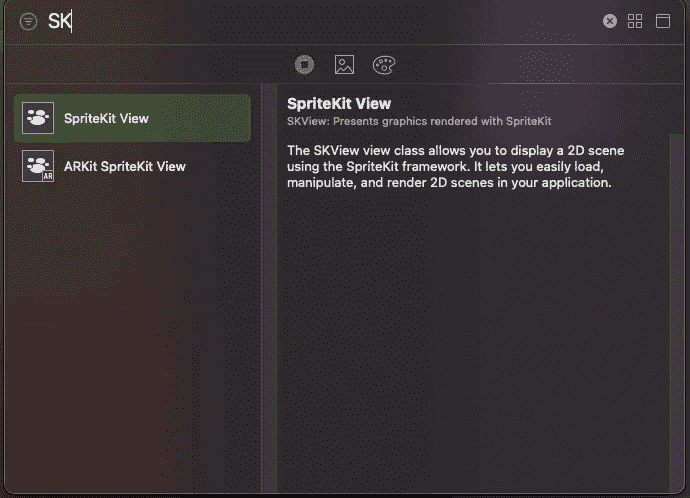 SK
SpriteKit View
ARKit SpriteKit View
AR
SpriteKit View
SKView: Presents graphics rendered with SpriteKit
The SKView view class allows you to display a 2D scene
using the SpriteKit framework. It lets you easily load,
manipulate, and render 2D scenes in your application.